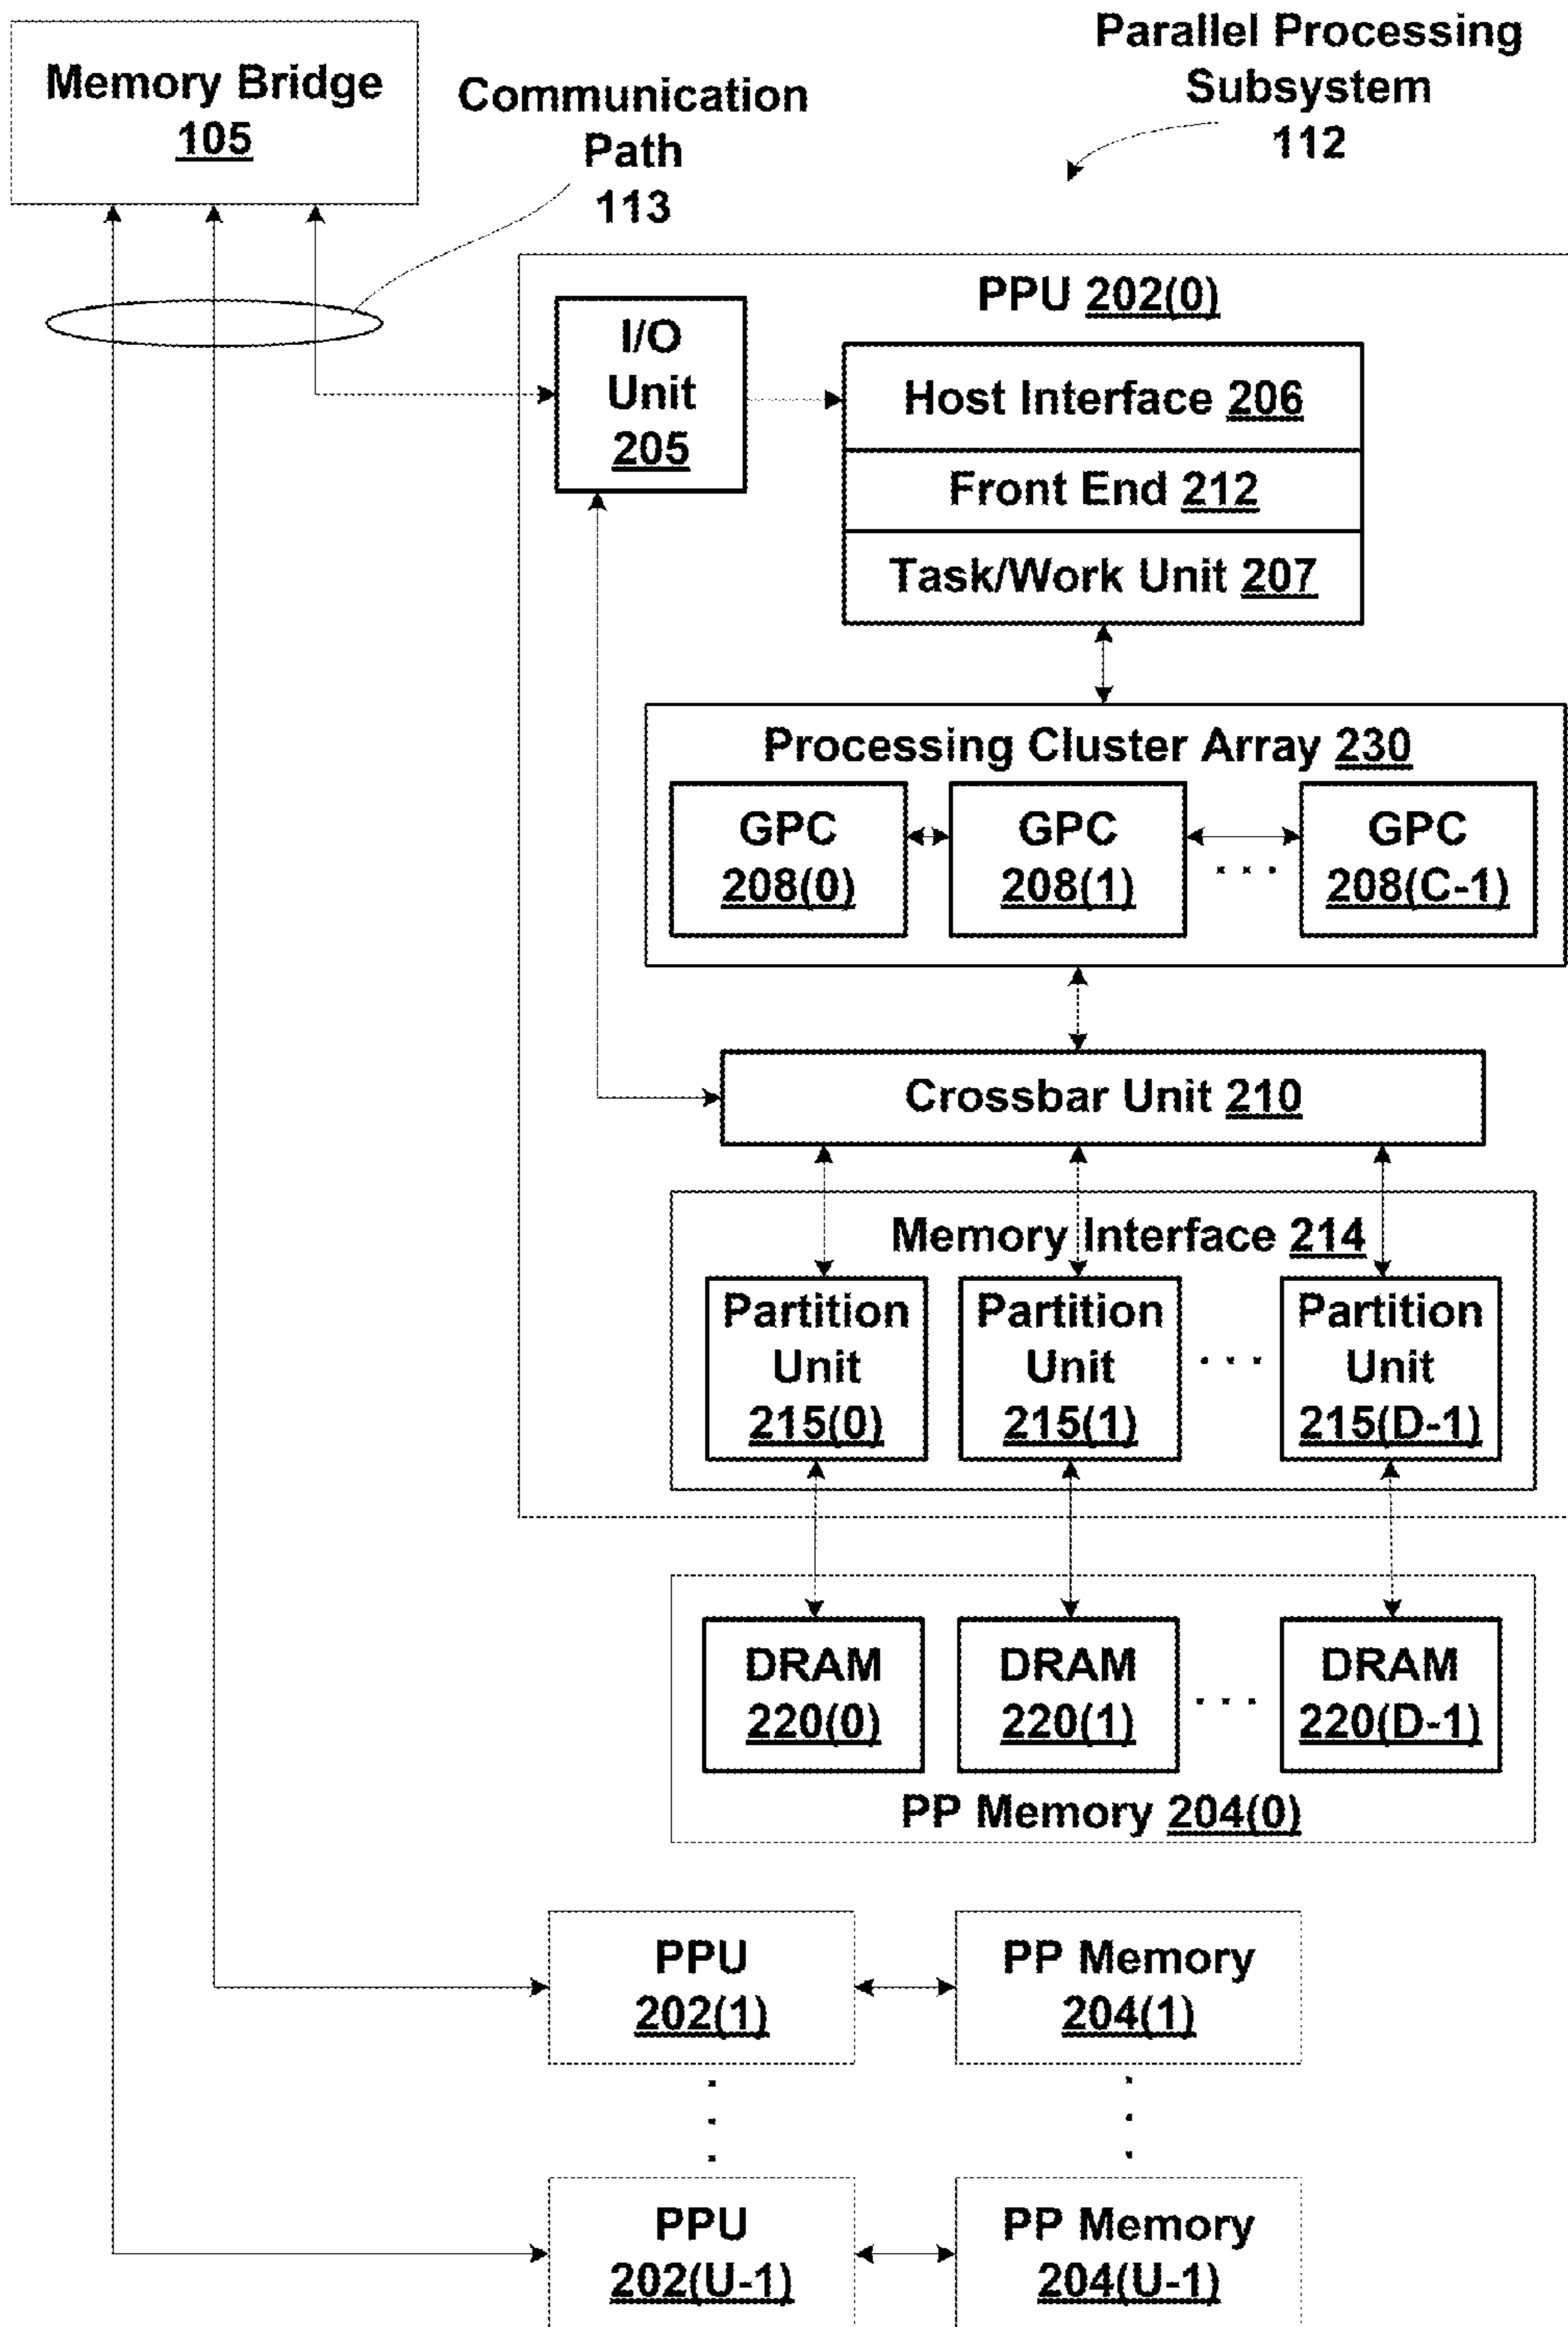 Memory Bridge
105
Communication
Path
113
Parallel Processing
Subsystem
112
PPU 202(0)
I/O
Unit
205
Host Interface 206
Front End 212
Task/Work Unit 207
Processing Cluster Array 230
GPC
208(0)
GPC
208(1)
. . .
GPC
208(C-1)
Crossbar Unit 210
Memory Interface 214
Partition
Unit
215(0)
Partition
Unit
215(1)
. . .
Partition
Unit
215(D-1)
DRAM
220(0)
DRAM
220(1)
. . .
DRAM
220(D-1)
PP Memory 204(0)
PPU
202(1)
PP Memory
204(1)
PPU
202(U-1)
PP Memory
204(U-1)